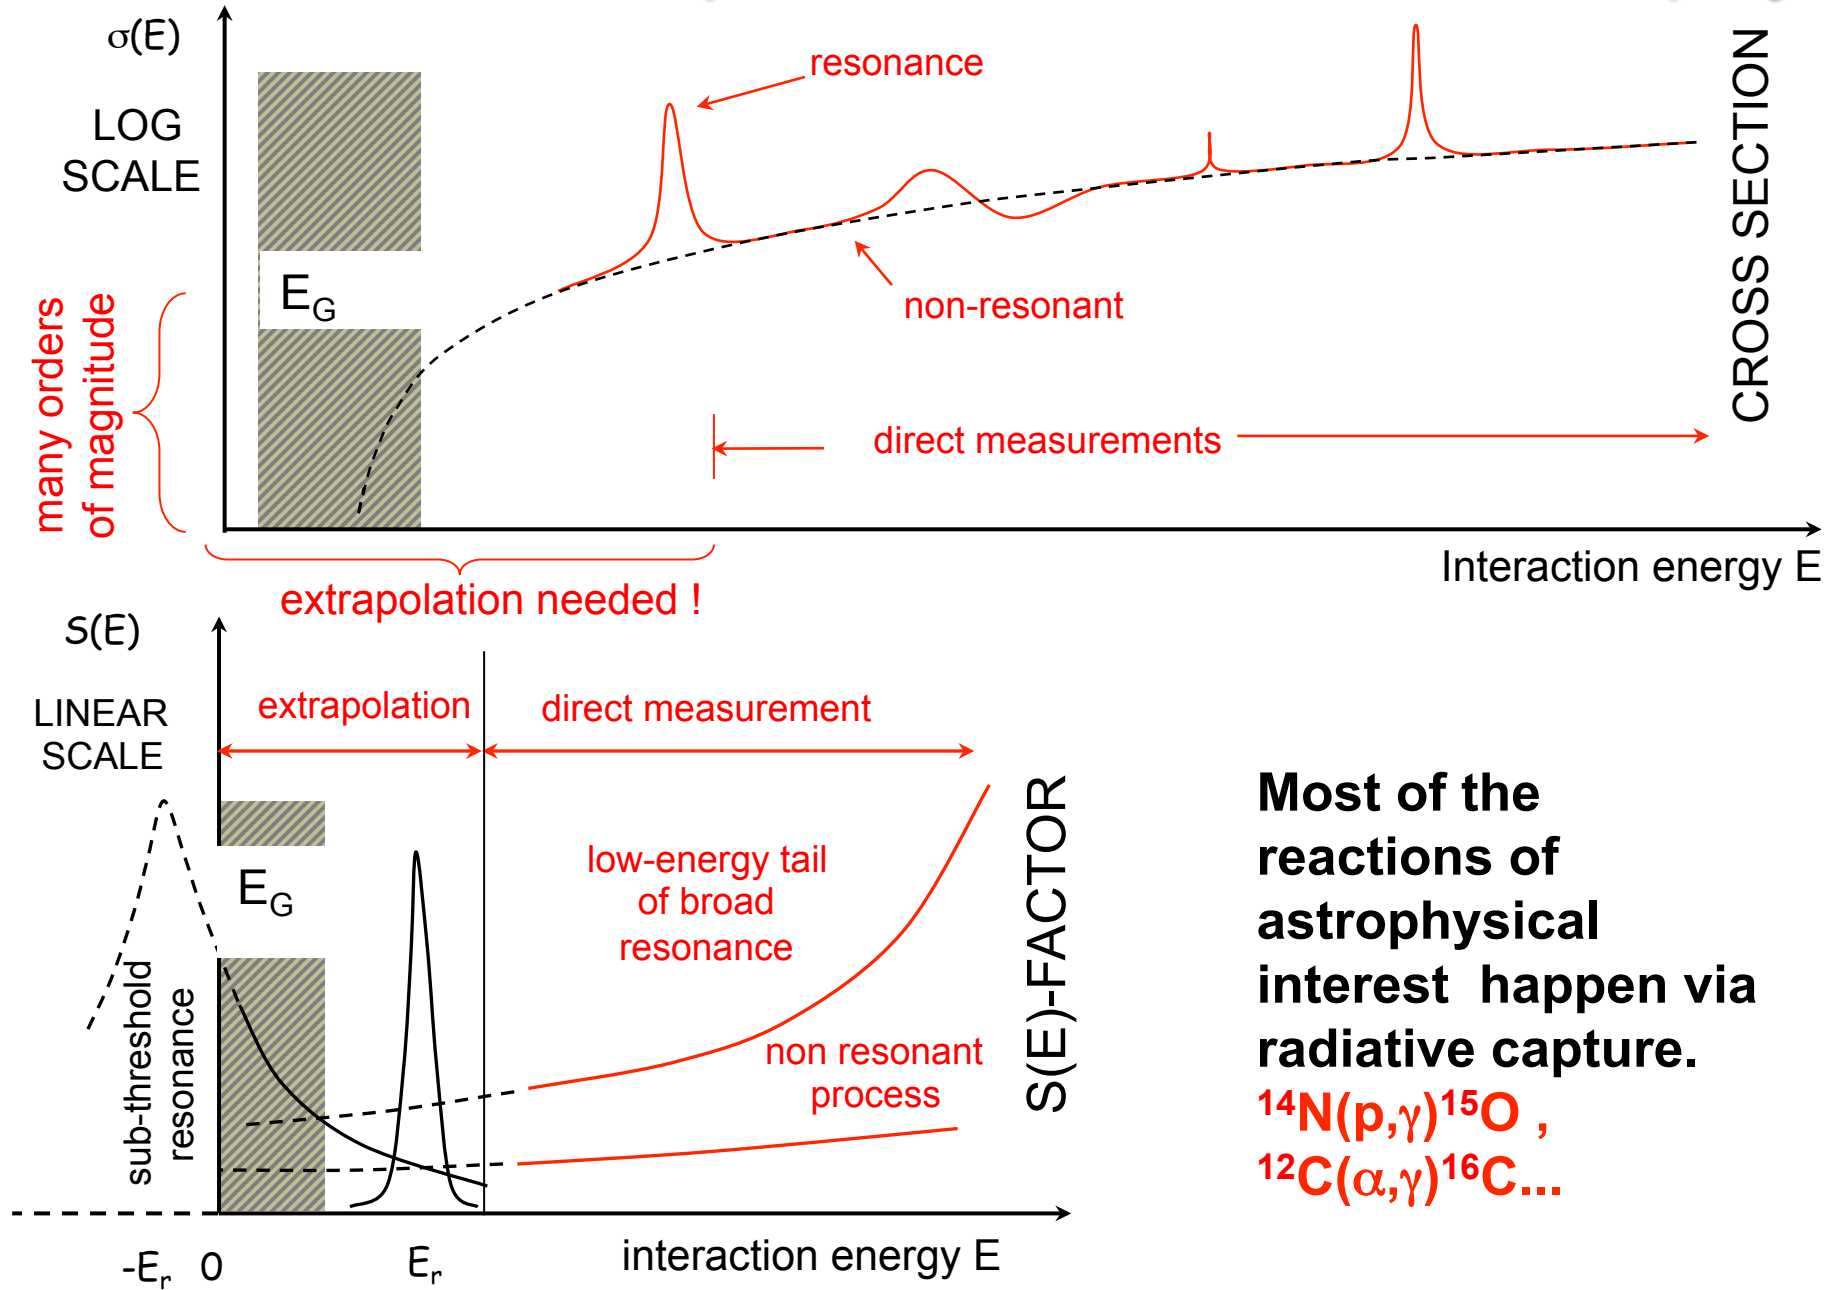 σ(E)
LOG
SCALE
many orders
of magnitude
E_G
resonance
non-resonant
direct measurements
CROSS SECTION
Interaction energy E
extrapolation needed !
S(E)
LINEAR
SCALE
extrapolation
direct measurement
E_G
sub-threshold
resonance
low-energy tail
of broad
resonance
non resonant
process
S(E)-FACTOR
-E_r 0 E_r
interaction energy E
Most of the
reactions of
astrophysical
interest happen via
radiative capture.
¹⁴N(p,γ)¹⁵O ,
¹²C(α,γ)¹⁶C...